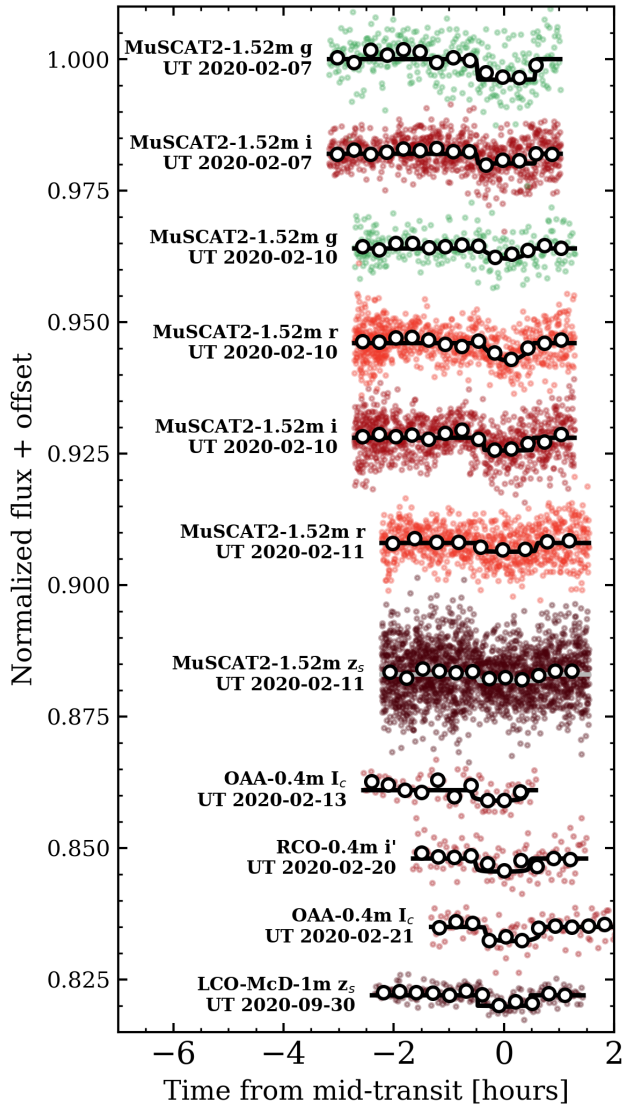 MuSCAT2-1.52m g
UT 2020-02-07
1.000
MuSCAT2-1.52m i
UT 2020-02-07
0.975
MuSCAT2-1.52m g
UT 2020-02-10
0.950
MuSCAT2-1.52m r
UT 2020-02-10
MuSCAT2-1.52m i
UT 2020-02-10
0.925
MuSCAT2-1.52m r
UT 2020-02-11
0.900
MuSCAT2-1.52m zs
UT 2020-02-11
0.875
OAA-0.4m Ic
UT 2020-02-13
0.850
RCO-0.4m i'
UT 2020-02-20
OAA-0.4m Ic
UT 2020-02-21
0.825
LCO-McD-1m zs
UT 2020-09-30
Normalized flux + offset
−6 −4 −2 0 2
Time from mid-transit [hours]